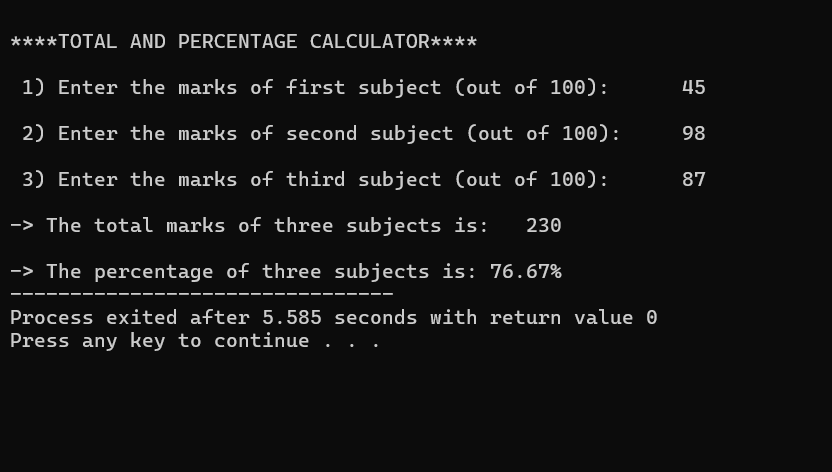 ****TOTAL AND PERCENTAGE CALCULATOR****
1) Enter the marks of first subject (out of 100):      45
2) Enter the marks of second subject (out of 100):     98
3) Enter the marks of third subject (out of 100):      87
-> The total marks of three subjects is:   230
-> The percentage of three subjects is: 76.67%
--------------------------------
Process exited after 5.585 seconds with return value 0
Press any key to continue . . .